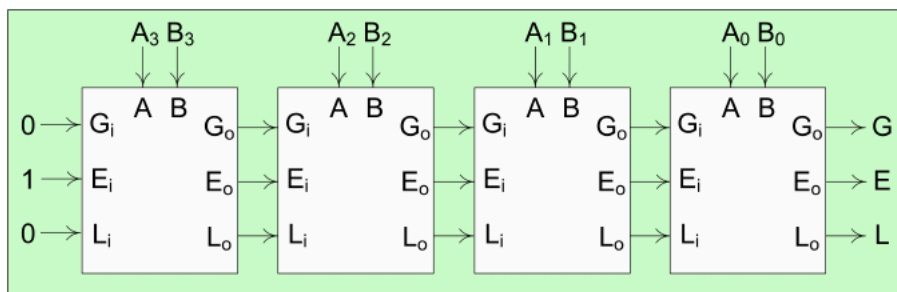 A3 B3 A2 B2 A1 B1 A0 B0
A B A B A B A B
0 Gi Go Gi Go Gi Go Gi Go G
1 Ei Eo Ei Eo Ei Eo Ei Eo E
0 Li Lo Li Lo Li Lo Li Lo L